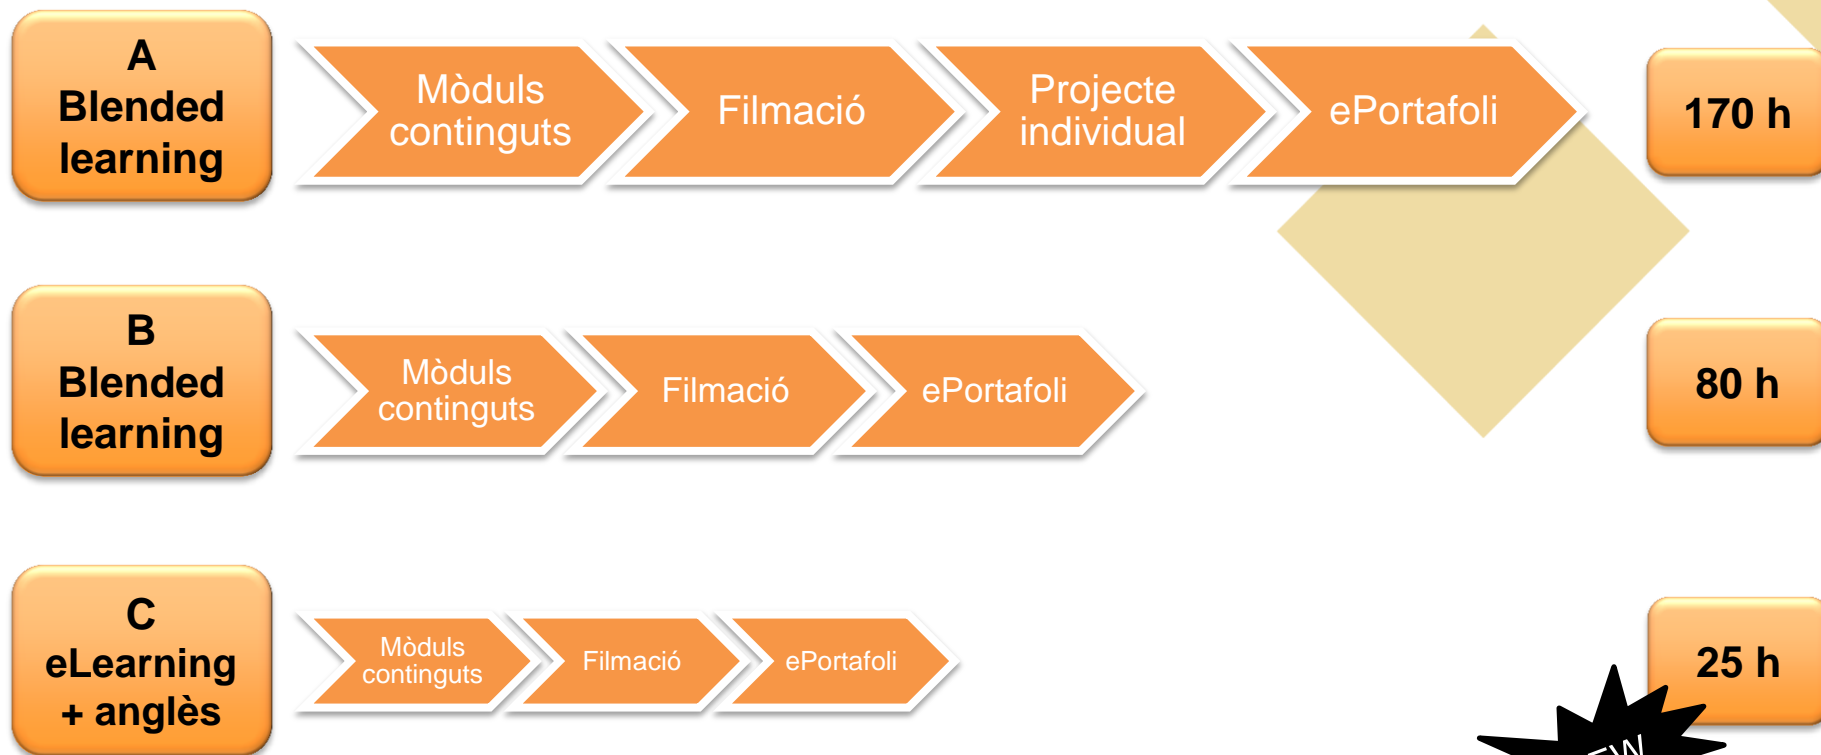 A
Blended
learning
Mòduls
continguts
Filmació
Projecte
individual
ePortafoli
170 h
B
Blended
learning
Mòduls
continguts
Filmació
ePortafoli
80 h
C
eLearning
+ anglès
Mòduls
continguts
Filmació
ePortafoli
25 h